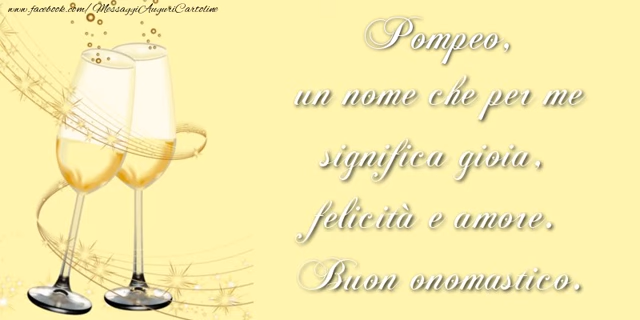 www.facebook.com/MessaggiAuguriCartoline
Pompeo,
un nome che per me
significa gioia,
felicità e amore.
Buon onomastico.